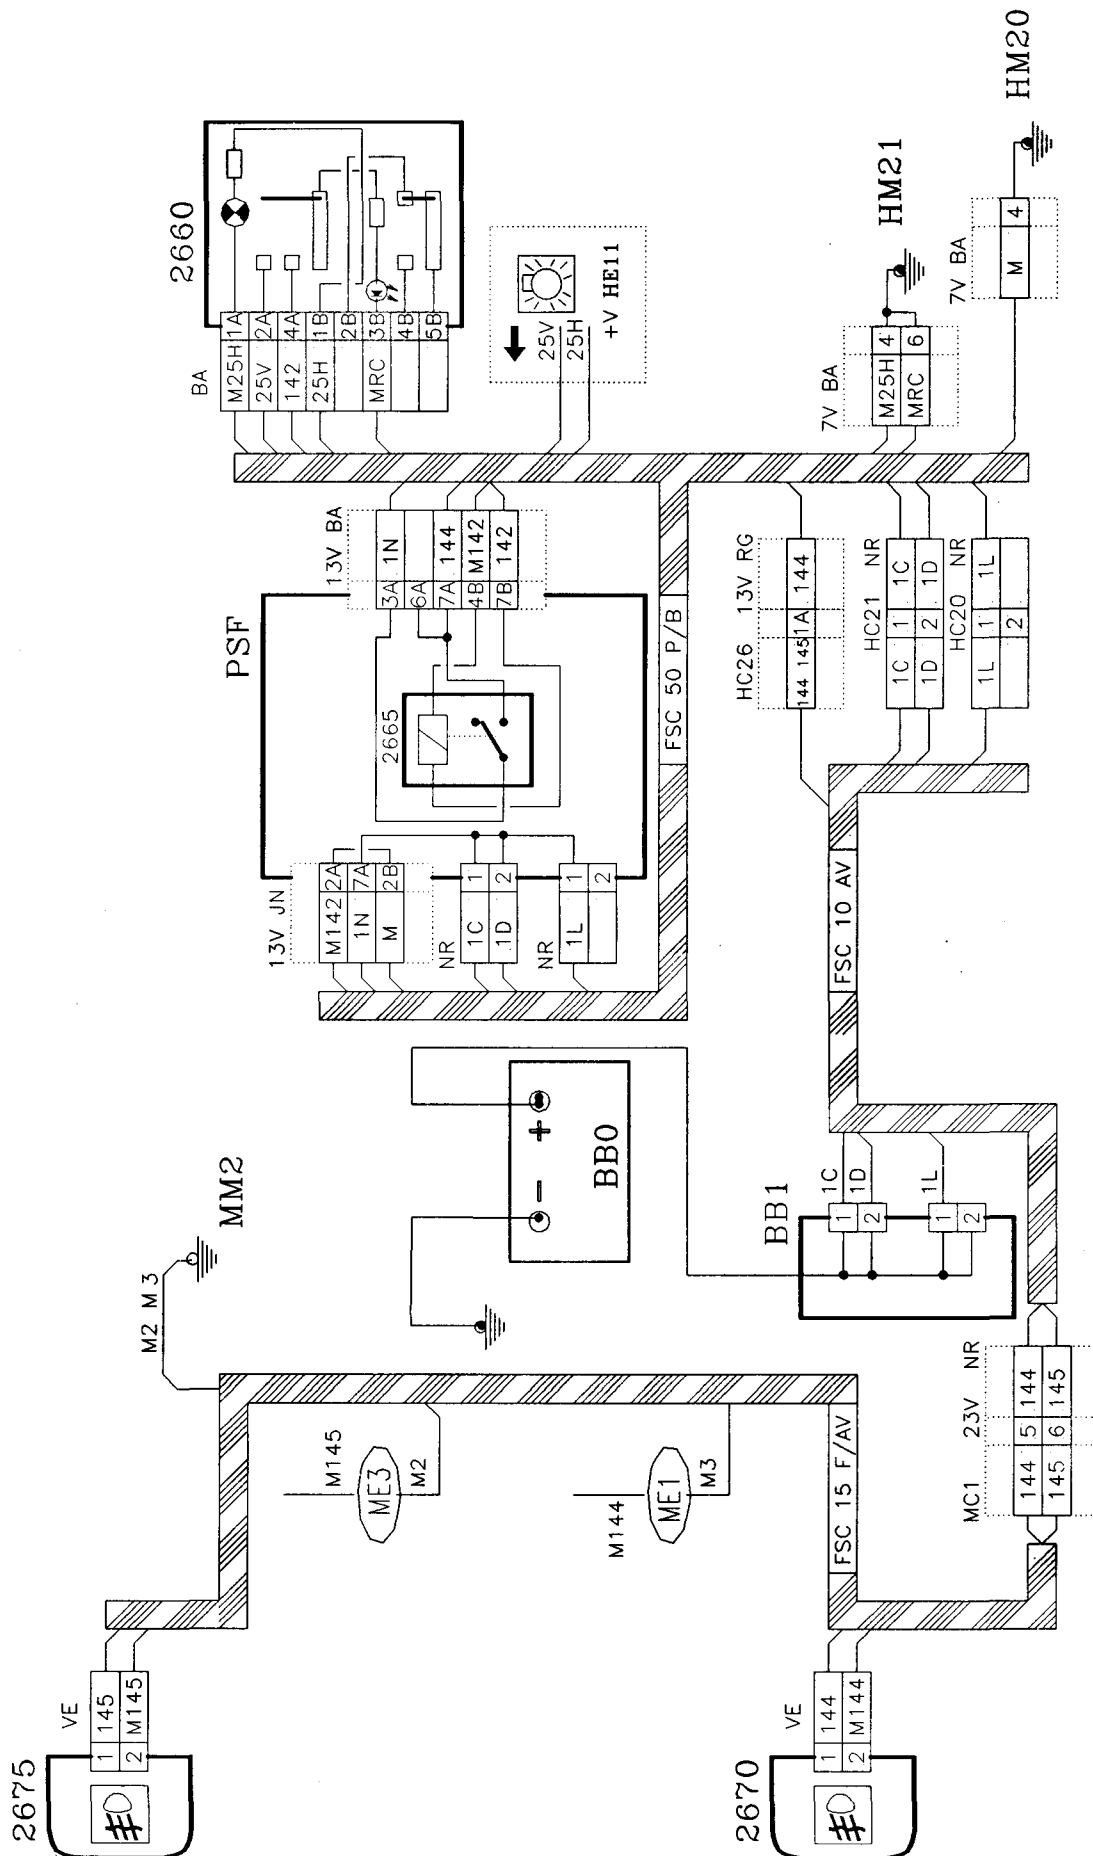 2660
BA
M25H 1A
25V 2A
142 4A
25H 1B
2B
MRC 3B
4B
5B
25V
25H
+V HE11
HM21
7V BA
M25H 4
MRC 6
HM20
7V BA
M 4
PSF
13V BA
3A 1N
6A
7A 144
4B M142
7B 142
2665
13V JN
M142 2A
1N 7A
M 2B
NR
1C 1
1D 2
NR
1L 1
2
FSC 50 P/B
HC26 13V RG
144 145 1A 144
HC21 NR
1C 1 1C
1D 2 1D
HC20 NR
1L 1 1L
2
FSC 10 AV
MM2
M2 M3
+
−
BB0
BB1
1C
1D
1L
1
2
1
2
M145
ME3
M2
M144
ME1
M3
FSC 15 F/AV
MC1 23V NR
144 5 144
145 6 145
2675
VE
1 145
2 M145
2670
VE
1 144
2 M144